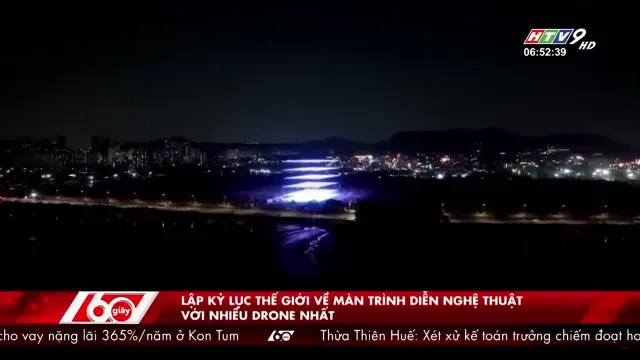 HTV9 HD
06:52:39
60 giây
LẬP KỶ LỤC THẾ GIỚI VỀ MÀN TRÌNH DIỄN NGHỆ THUẬT
VỚI NHIỀU DRONE NHẤT
cho vay nặng lãi 365%/năm ở Kon Tum 60 Thừa Thiên Huế: Xét xử kế toán trưởng chiếm đoạt h